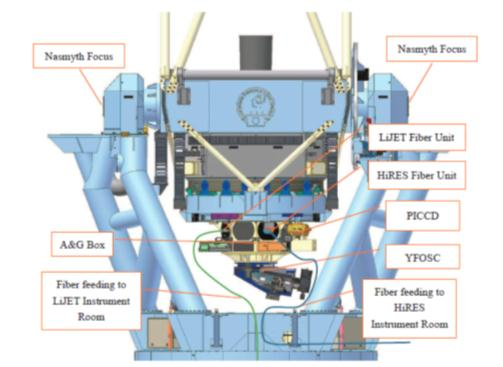 Nasmyth Focus
Nasmyth Focus
LiJET Fiber Unit
HiRES Fiber Unit
PICCD
A&G Box
YFOSC
Fiber feeding to
LiJET Instrument
Room
Fiber feeding to
HiRES
Instrument Room